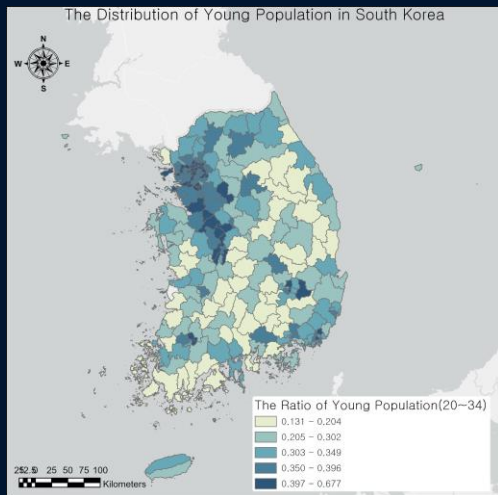 The Distribution of Young Population in South Korea
N
W E
S
The Ratio of Young Population(20~34)
0.131 - 0.204
0.205 - 0.302
0.303 - 0.349
0.350 - 0.396
0.397 - 0.677
0 25 50 75 100
Kilometers